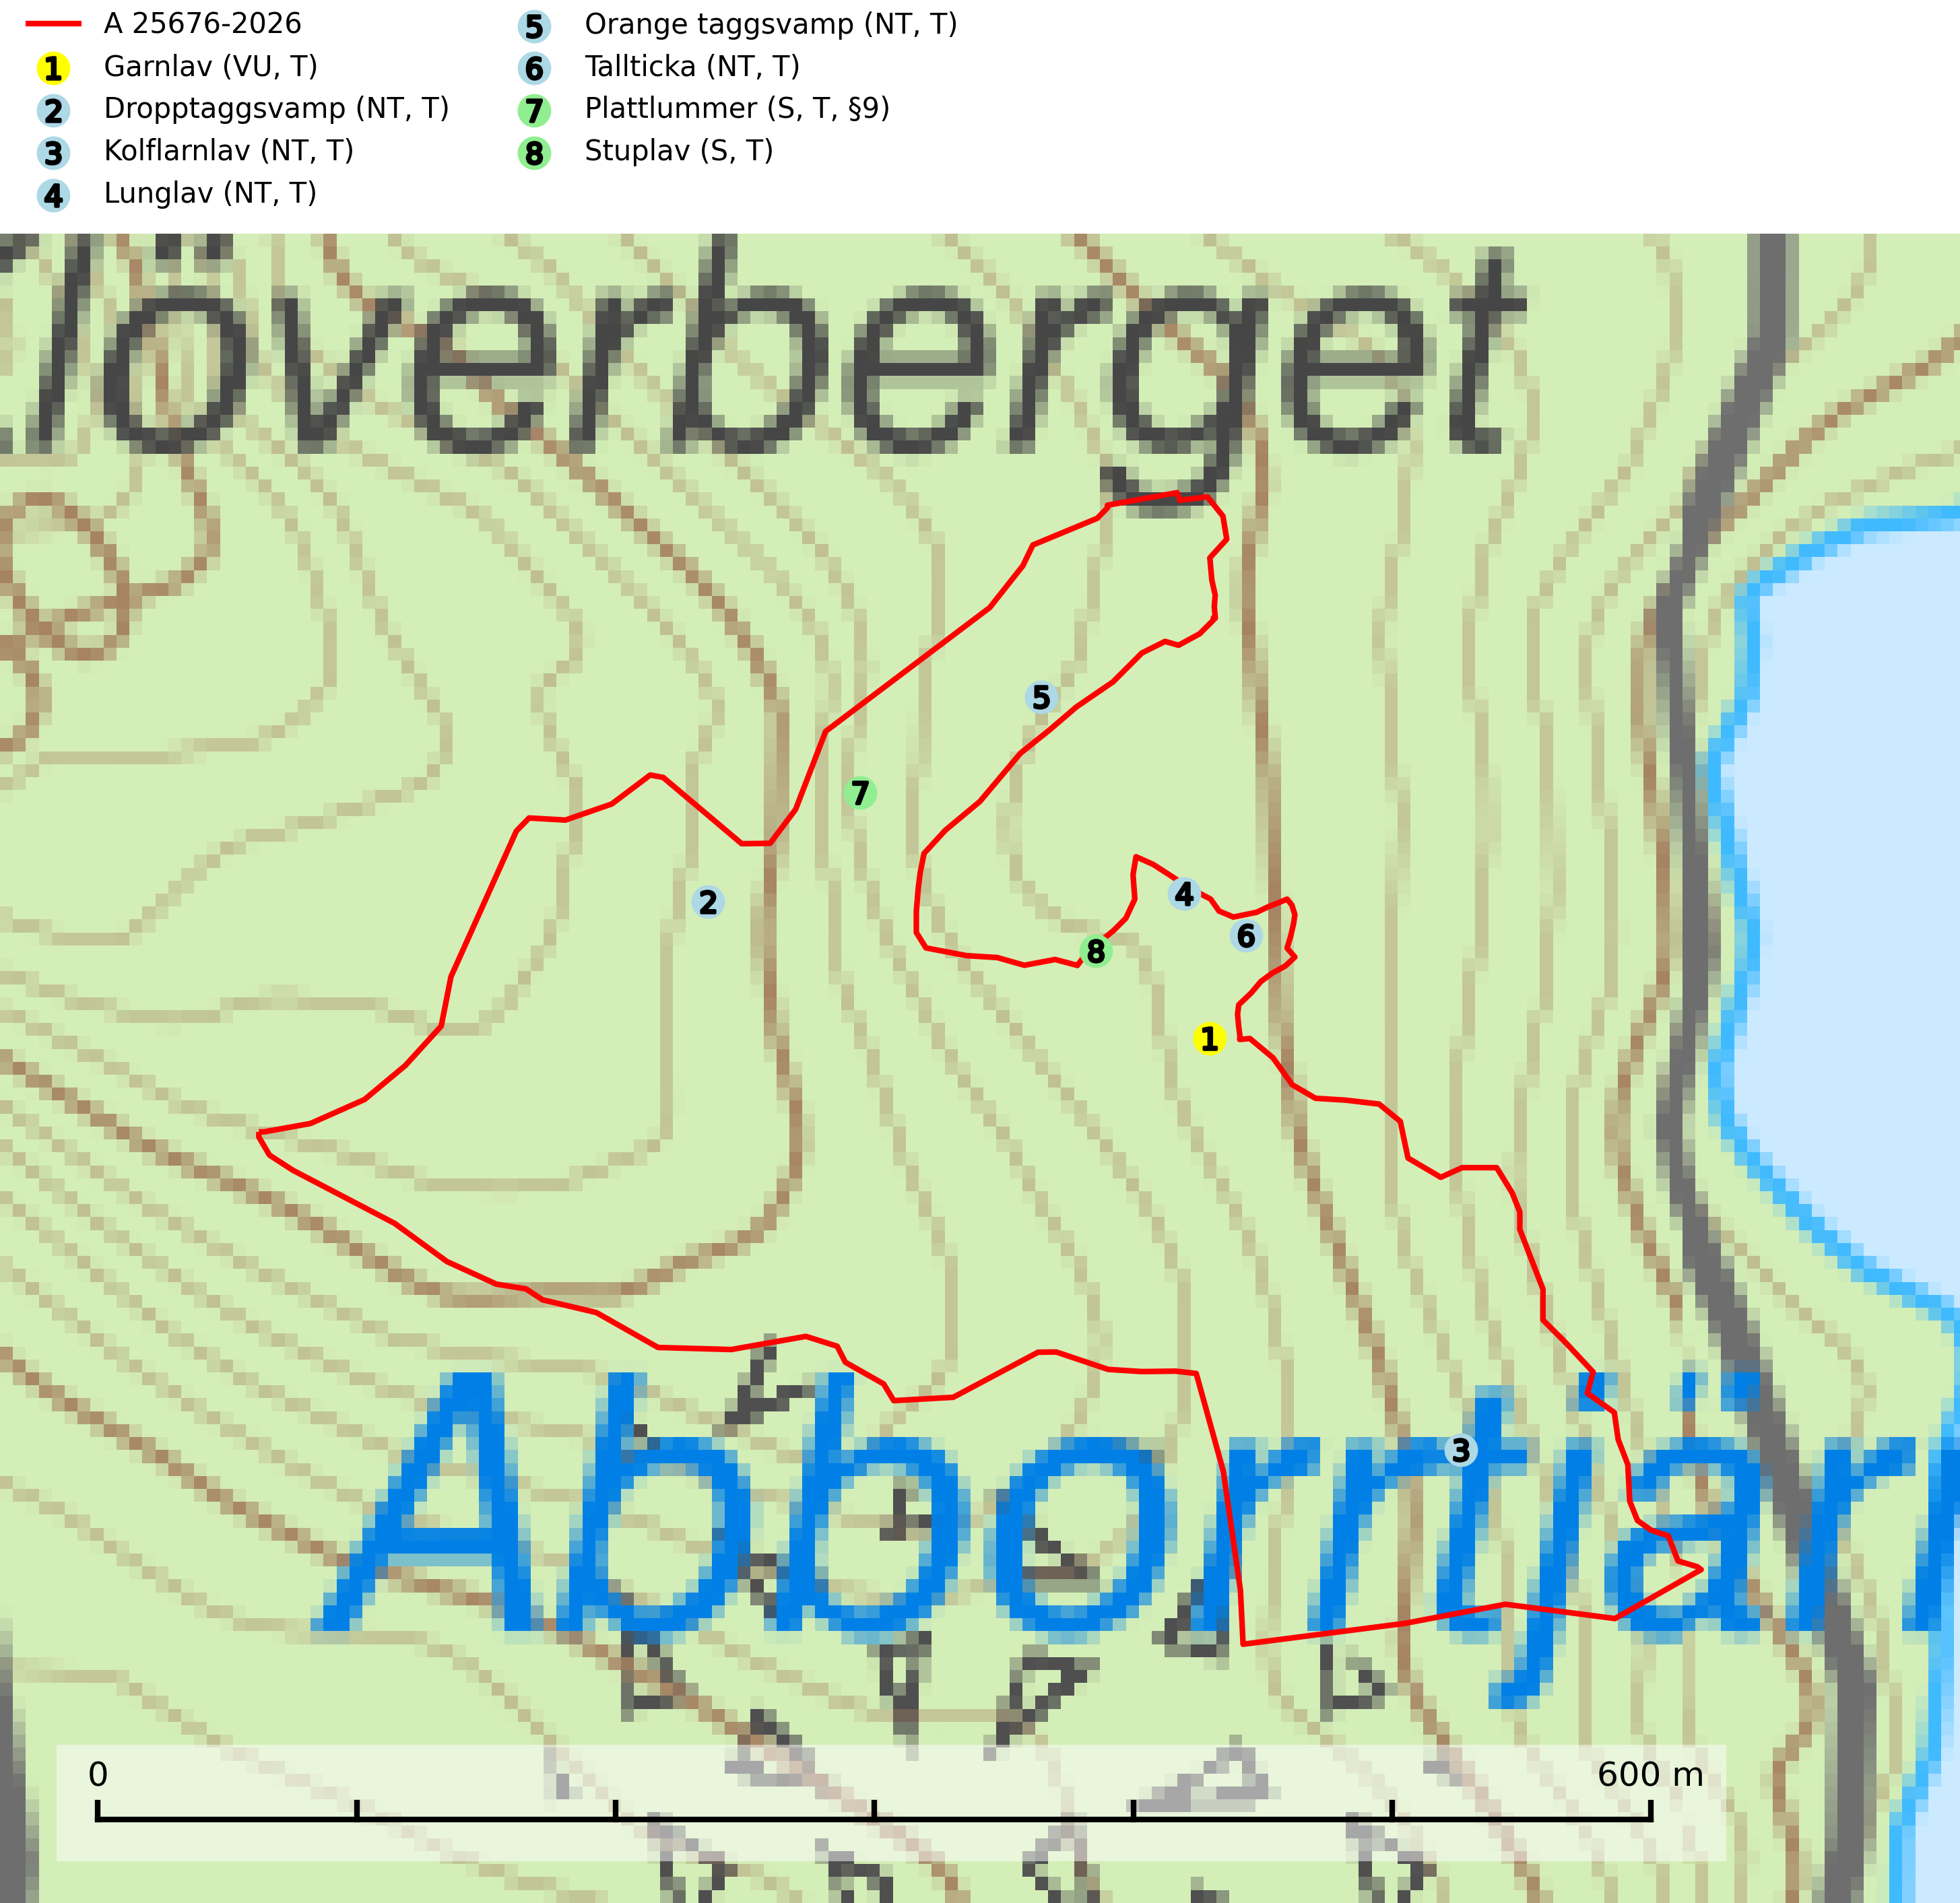 A 25676-2026
1 Garnlav (VU, T)
2 Dropptaggsvamp (NT, T)
3 Kolflarnlav (NT, T)
4 Lunglav (NT, T)
5 Orange taggsvamp (NT, T)
6 Tallticka (NT, T)
7 Plattlummer (S, T, §9)
8 Stuplav (S, T)
loverberget
5
7
2
4
6
8
1
3
Abborrtjärn
0
600 m